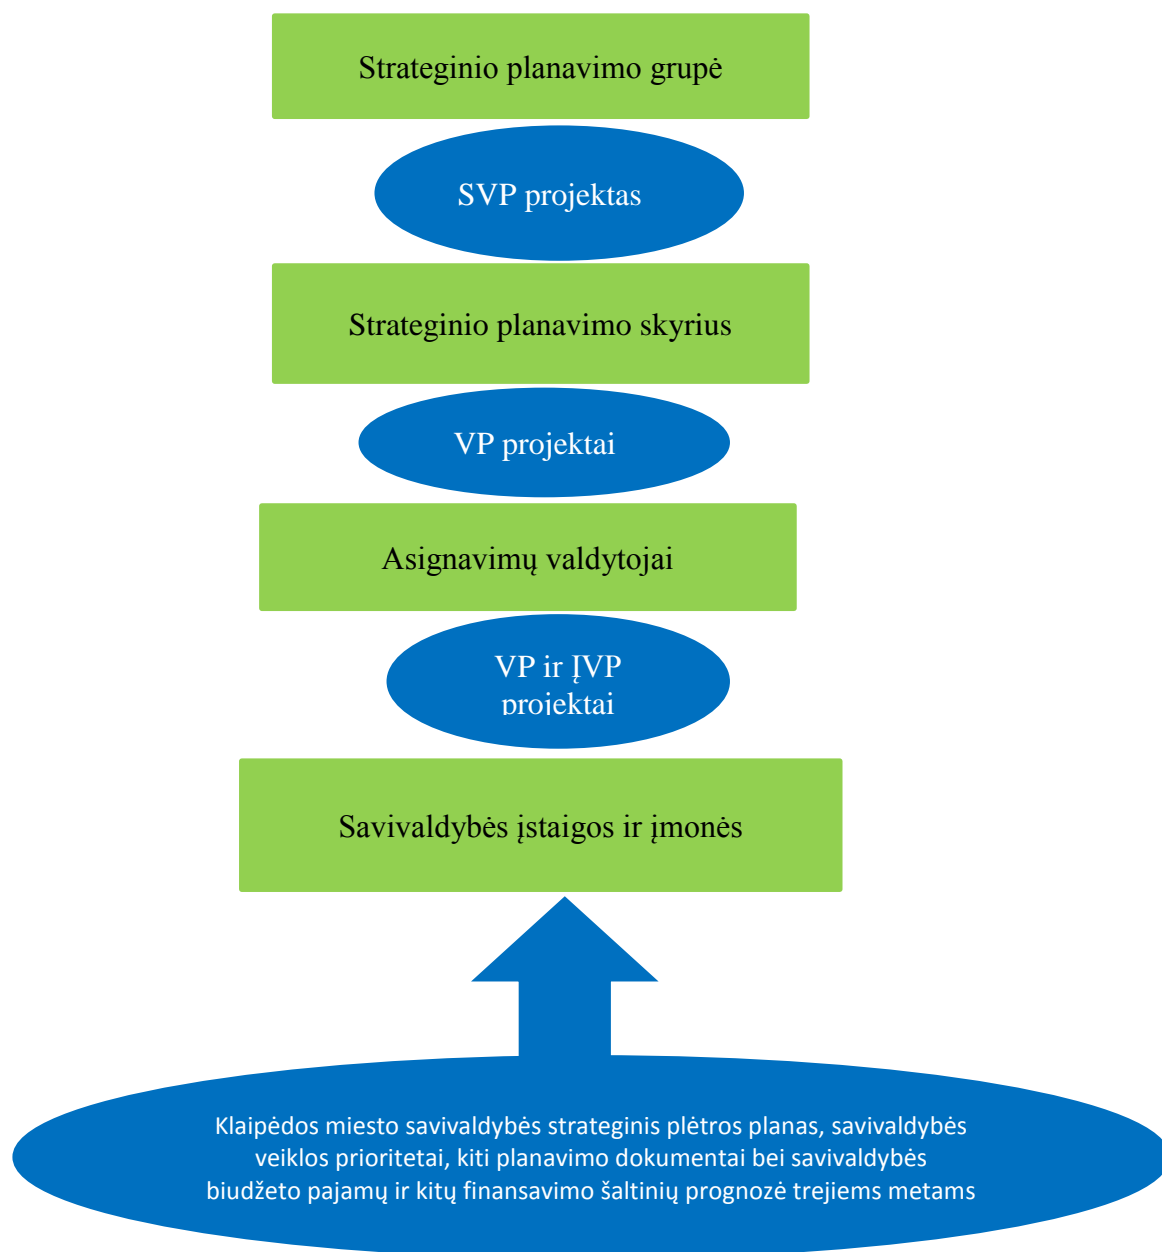 Strateginio planavimo grupė
SVP projektas
Strateginio planavimo skyrius
VP projektai
Asignavimų valdytojai
VP ir ĮVP
projektai
Savivaldybės įstaigos ir įmonės
Klaipėdos miesto savivaldybės strateginis plėtros planas, savivaldybės
veiklos prioritetai, kiti planavimo dokumentai bei savivaldybės
biudžeto pajamų ir kitų finansavimo šaltinių prognozė trejiems metams